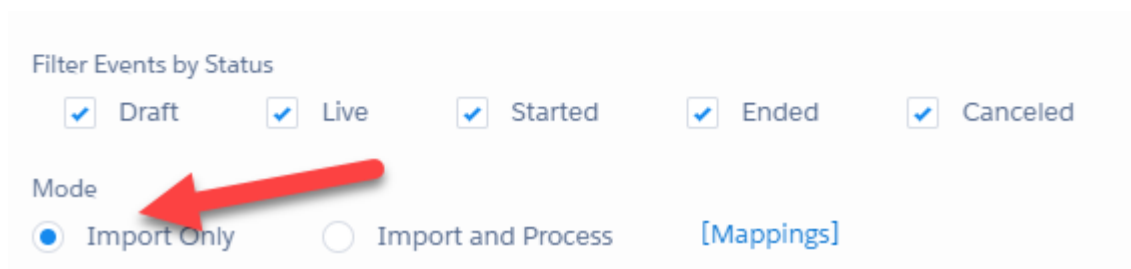 Filter Events by Status
Draft Live Started Ended Canceled
Mode
Import Only Import and Process [Mappings]